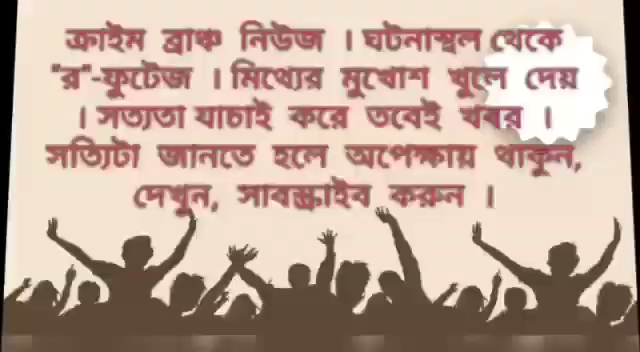 ক্রাইম ব্রাঞ্চ নিউজ । ঘটনাস্থল থেকে
"র"-ফুটেজ । মিথ্যের মুখোশ খুলে দেয়
। সত্যতা যাচাই করে তবেই খবর ।
সত্যিটা জানতে হলে অপেক্ষায় থাকুন,
দেখুন, সাবস্ক্রাইব করুন ।